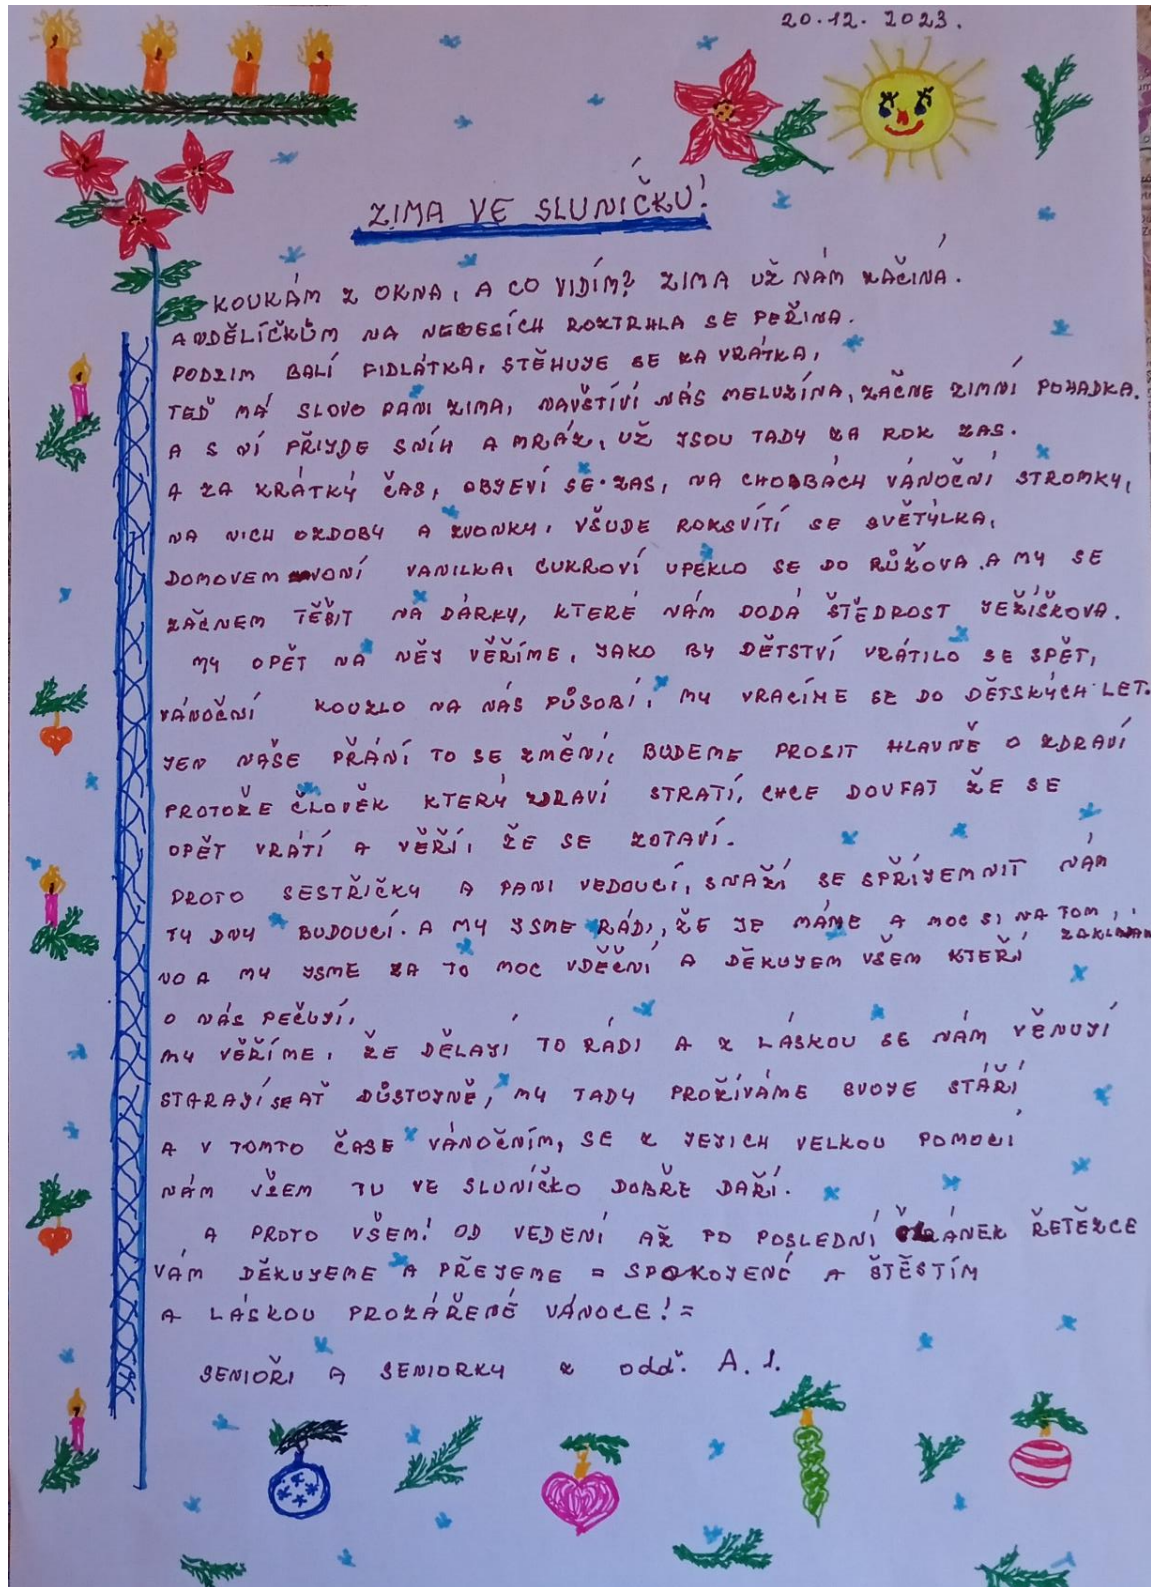 20.12. 2023.
ZIMA VE SLUNÍČKU!
KOUKÁM Z OKNA, A CO VIDÍM? ZIMA UŽ NÁM ZAČINÁ.
ANDĚLÍČKŮM NA NEBESÍCH ROZTRHLA SE PEŘINA.
PODZIM BALÍ FIDLÁTKA, STĚHUJE SE ZA VRÁTKA,
TEĎ MÁ SLOVO PANI ZIMA, NAVŠTÍVÍ NÁS MELUZÍNA, ZAČNE ZIMNÍ POHADKA.
A S NÍ PŘIJDE SNÍH A MRÁZ, UŽ JSOU TADY ZA ROK ZAS.
A ZA KRÁTKÝ ČAS, OBJEVÍ SE ZAS, NA CHODBÁCH VÁNOČNÍ STROMKY,
NA NICH OZDOBY A ZVONKY, VŠUDE ROZSVÍTÍ SE SVĚTÝLKA,
DOMOVEM VONÍ VANILKA, CUKROVÍ UPEKLO SE DO RŮŽOVA. A MY SE
ZAČNEM TĚŠIT NA DÁRKY, KTERÉ NÁM DODÁ ŠTĚDROST JEŽIŠKOVA.
MY OPĚT NA NĚJ VĚŘÍME, JAKO BY DĚTSTVÍ VRÁTILO SE SPĚT,
VÁNOČNÍ KOUZLO NA NÁS PŮSOBÍ, MY VRACÍME SE DO DĚTSKÝCH LET.
JEN NAŠE PŘÁNÍ TO SE ZMĚNÍ, BUDEME PROSIT HLAVNĚ O ZDRAVÍ
PROTOŽE ČLOVĚK KTERÝ ZDRAVÍ STRATÍ, CHCE DOUFAT ŽE SE
OPĚT VRÁTÍ A VĚŘÍ, ŽE SE ZOTAVÍ.
PROTO SESTŘIČKY A PANI VEDOUCÍ, SNAŽÍ SE SPŘÍJEMNIT NÁM
TY DNY BUDOUCÍ. A MY JSME RÁDI, ŽE JE MÁME A MOC SI NA TOM
NO A MY JSME ZA TO MOC VDĚČNÍ A DĚKUJEM VŠEM KTEŘÍ
O NÁS PEČUJÍ,
MY VĚŘÍME, ŽE DĚLAJÍ TO RÁDI A Z LÁSKOU SE NÁM VĚNUJÍ
STARAJÍ SE AŤ DŮSTOJNĚ, MY TADY PROŽÍVÁME SVOJE STÁŘÍ
A V TOMTO ČASE VÁNOČNÍM, SE Z JEJICH VELKOU POMOCÍ
NÁM VŠEM TU VE SLUNÍČKO DOBŘE DAŘÍ.
A PROTO VŠEM! OD VEDENÍ AŽ PO POSLEDNÍ ČLÁNEK ŘETĚZCE
VÁM DĚKUJEME A PŘEJEME = SPOKOJENÉ A ŠTĚSTÍM
A LÁSKOU PROZÁŘENÉ VÁNOCE! =
SENIOŘI A SENIORKY Z odd. A. 1.